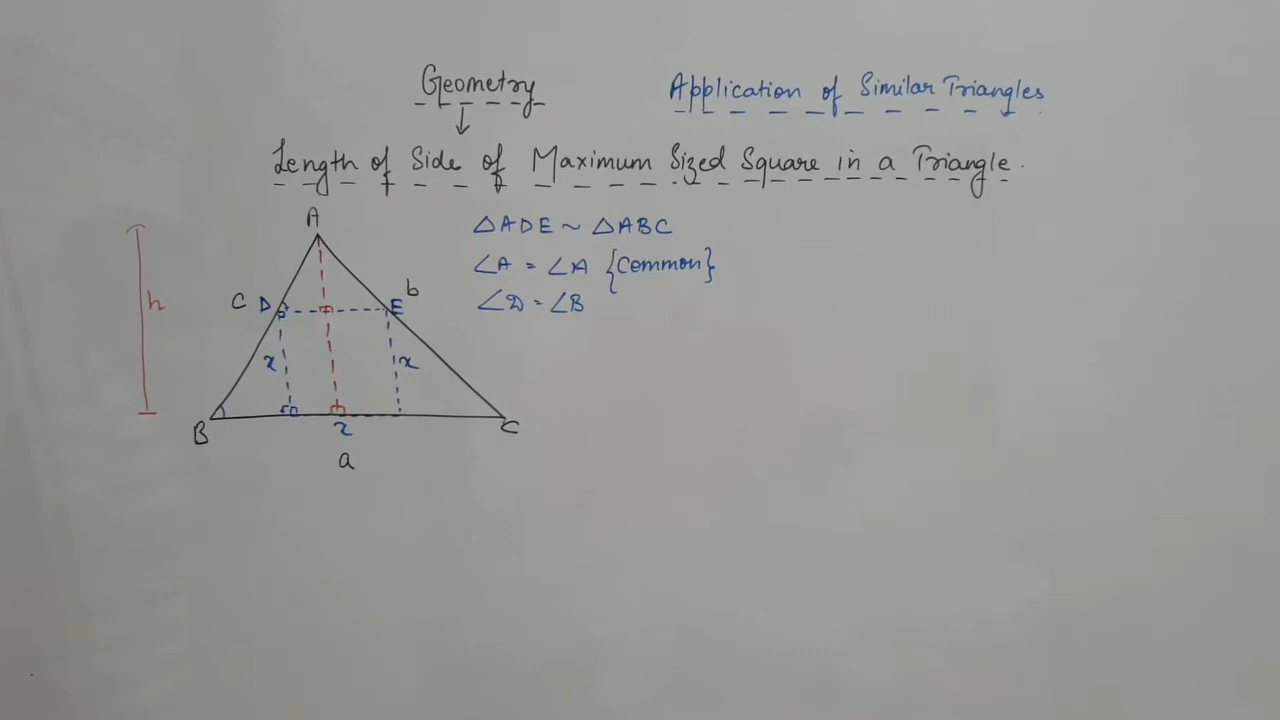 Geometry
Application of Similar Triangles
Length of Side of Maximum Sized Square in a Triangle.
A
△ADE ~ △ABC
∠A = ∠A {Common}
∠D = ∠B
h
c
D
E
b
x
x
B
x
C
a